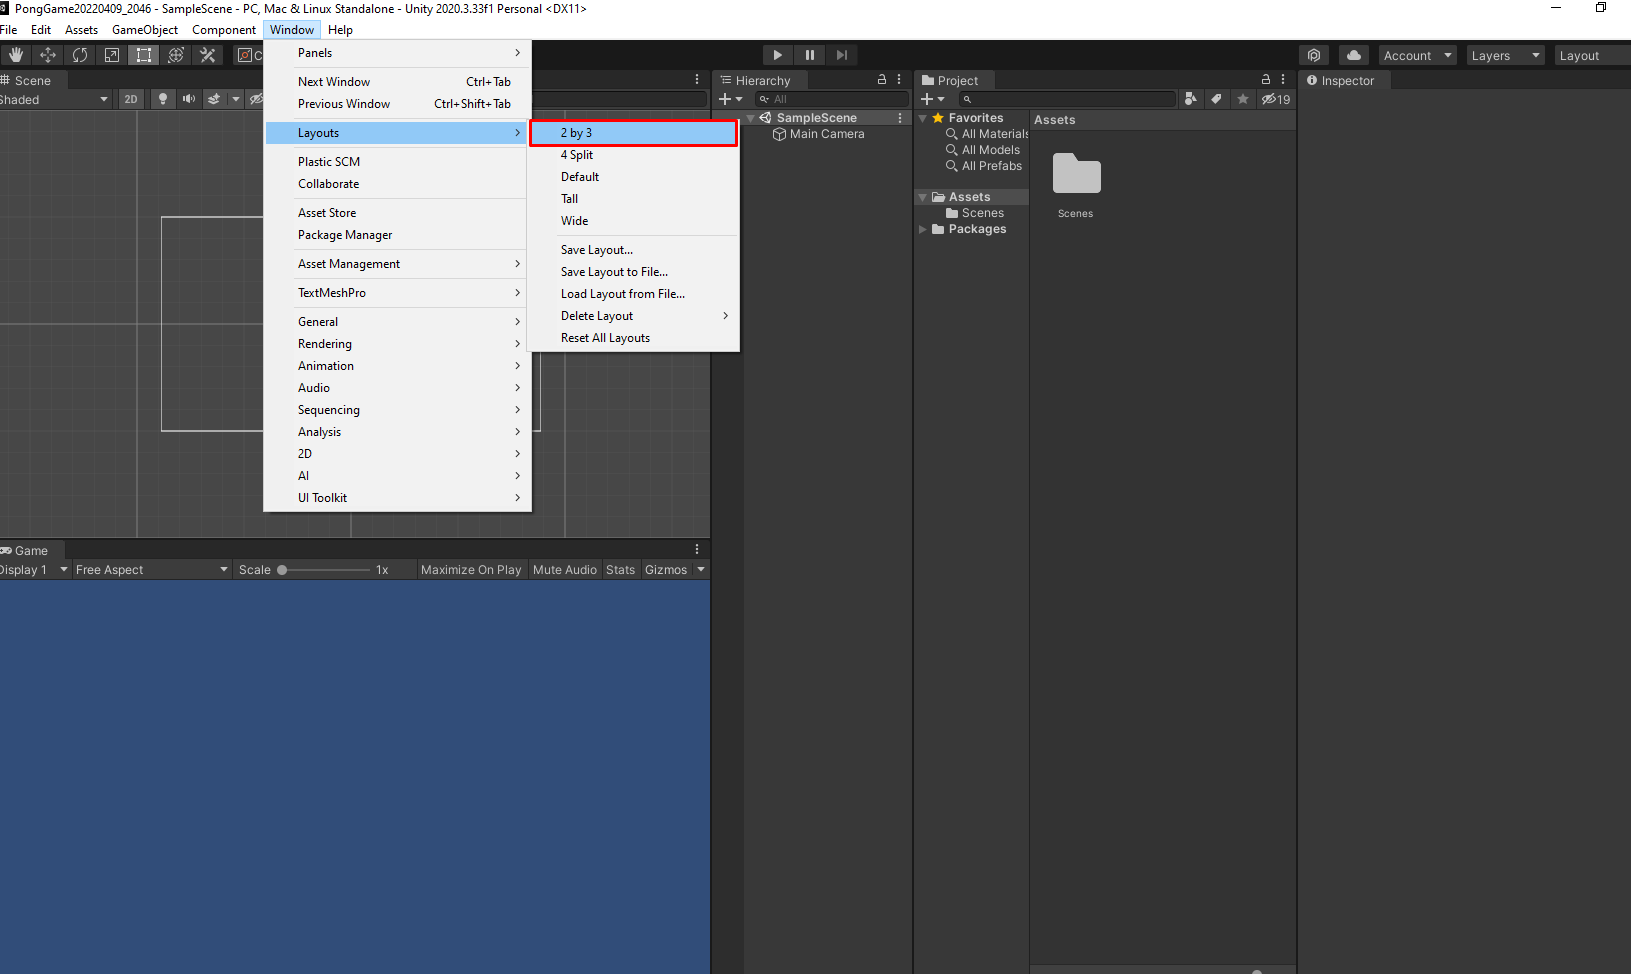 PongGame20220409_2046 - SampleScene - PC, Mac & Linux Standalone - Unity 2020.3.33f1 Personal <DX11>
File Edit Assets GameObject Component Window Help
Account Layers Layout
Scene
Shaded 2D
Panels
Next Window Ctrl+Tab
Previous Window Ctrl+Shift+Tab
Layouts
Plastic SCM
Collaborate
Asset Store
Package Manager
Asset Management
TextMeshPro
General
Rendering
Animation
Audio
Sequencing
Analysis
2D
AI
UI Toolkit
2 by 3
4 Split
Default
Tall
Wide
Save Layout...
Save Layout to File...
Load Layout from File...
Delete Layout
Reset All Layouts
Hierarchy
All
SampleScene
Main Camera
Project
19
Favorites
All Materials
All Models
All Prefabs
Assets
Scenes
Packages
Assets
Scenes
Inspector
Game
Display 1 Free Aspect Scale 1x Maximize On Play Mute Audio Stats Gizmos